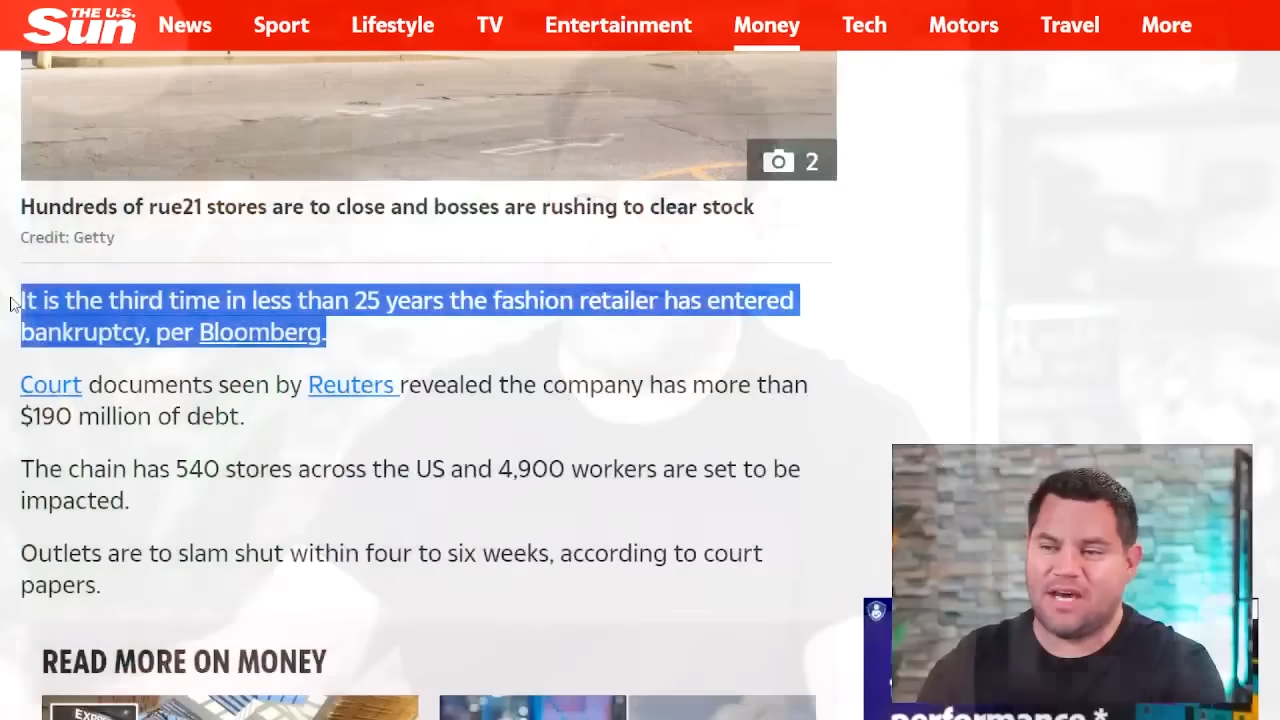 THE U.S.
Sun
News Sport Lifestyle TV Entertainment Money Tech Motors Travel More
2
Hundreds of rue21 stores are to close and bosses are rushing to clear stock
Credit: Getty
It is the third time in less than 25 years the fashion retailer has entered
bankruptcy, per Bloomberg.
Court documents seen by Reuters revealed the company has more than
$190 million of debt.
The chain has 540 stores across the US and 4,900 workers are set to be
impacted.
Outlets are to slam shut within four to six weeks, according to court
papers.
READ MORE ON MONEY
performance *